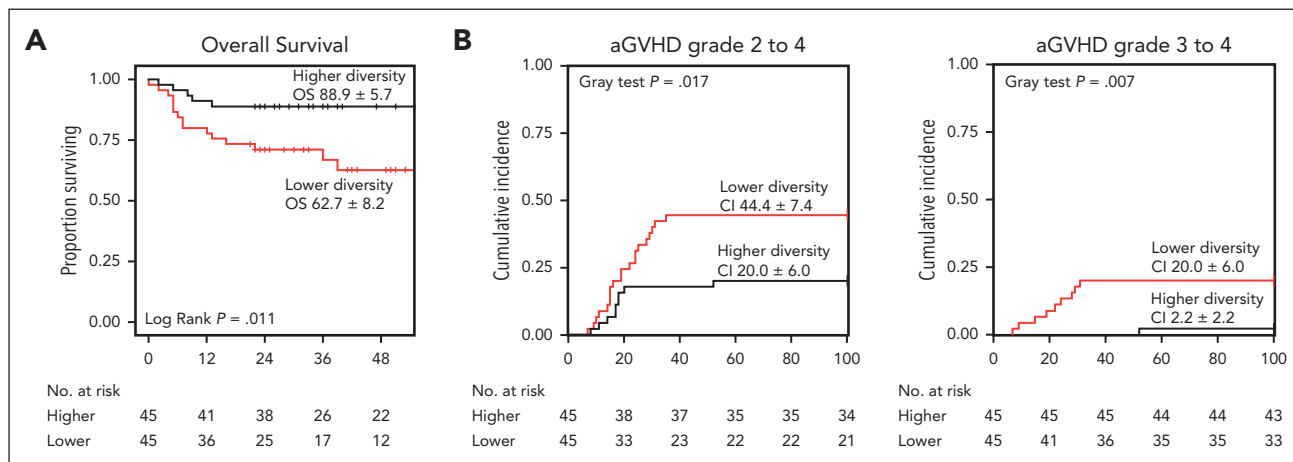 A
Overall Survival
Proportion surviving
1.00
0.75
0.50
0.25
0.00
Higher diversity
OS 88.9 ± 5.7
Lower diversity
OS 62.7 ± 8.2
Log Rank P = .011
0 12 24 36 48
No. at risk
Higher 45 41 38 26 22
Lower 45 36 25 17 12
B
aGVHD grade 2 to 4
Cumulative incidence
1.00
0.75
0.50
0.25
0.00
Gray test P = .017
Lower diversity
CI 44.4 ± 7.4
Higher diversity
CI 20.0 ± 6.0
0 20 40 60 80 100
No. at risk
Higher 45 38 37 35 35 34
Lower 45 33 23 22 22 21
aGVHD grade 3 to 4
Cumulative incidence
1.00
0.75
0.50
0.25
0.00
Gray test P = .007
Lower diversity
CI 20.0 ± 6.0
Higher diversity
CI 2.2 ± 2.2
0 20 40 60 80 100
No. at risk
Higher 45 45 45 44 44 43
Lower 45 41 36 35 35 33